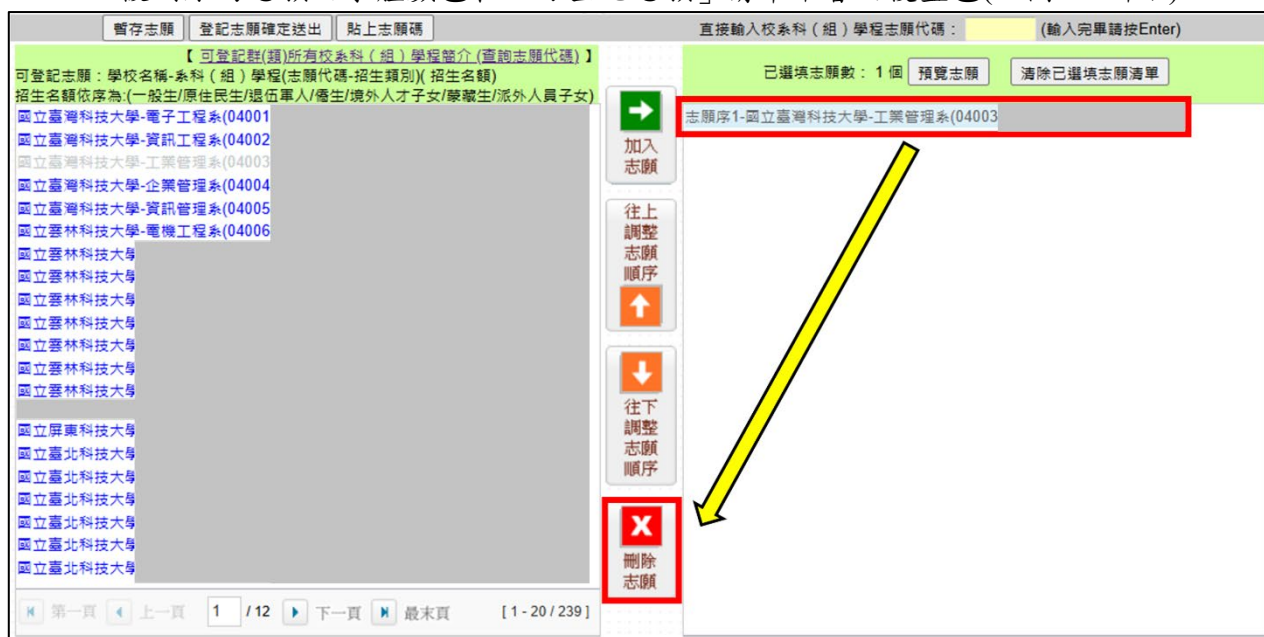 暫存志願 登記志願確定送出 貼上志願碼
直接輸入校系科(組)學程志願代碼: (輸入完畢請按Enter)
【 可登記群(類)所有校系科(組)學程簡介 (查詢志願代碼) 】
可登記志願:學校名稱-系科(組)學程(志願代碼-招生類別)( 招生名額)
招生名額依序為:(一般生/原住民生/退伍軍人/僑生/境外人才子女/蒙藏生/派外人員子女)
國立臺灣科技大學-電子工程系(04001
國立臺灣科技大學-資訊工程系(04002
國立臺灣科技大學-工業管理系(04003
國立臺灣科技大學-企業管理系(04004
國立臺灣科技大學-資訊管理系(04005
國立雲林科技大學-電機工程系(04006
國立雲林科技大學
國立雲林科技大學
國立雲林科技大學
國立雲林科技大學
國立雲林科技大學
國立雲林科技大學
國立雲林科技大學
國立屏東科技大學
國立臺北科技大學
國立臺北科技大學
國立臺北科技大學
國立臺北科技大學
國立臺北科技大學
國立臺北科技大學
第一頁 上一頁 1 / 12 下一頁 最末頁 [ 1 - 20 / 239 ]
加入
志願
往上
調整
志願
順序
往下
調整
志願
順序
X
刪除
志願
已選填志願數: 1 個 預覽志願 清除已選填志願清單
志願序1-國立臺灣科技大學-工業管理系(04003